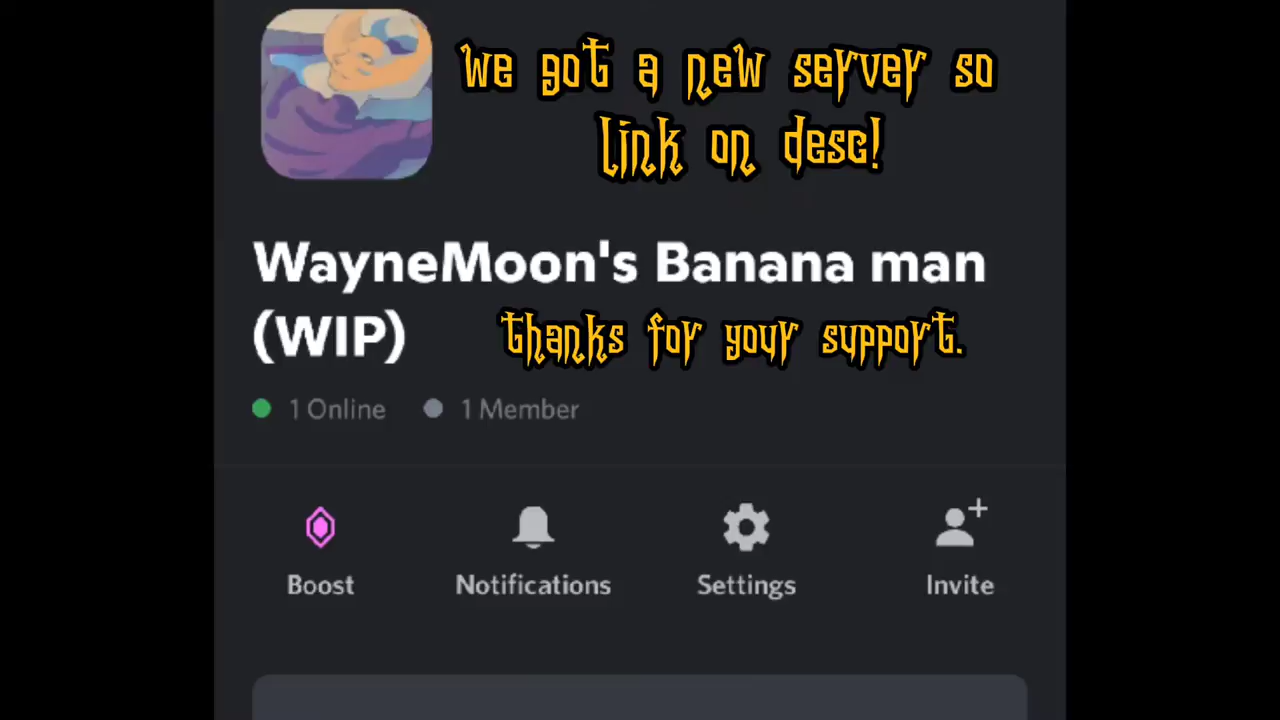 we got a new server so
link on desc!
WayneMoon's Banana man
(WIP)
thanks for your support.
1 Online 1 Member
Boost Notifications Settings Invite